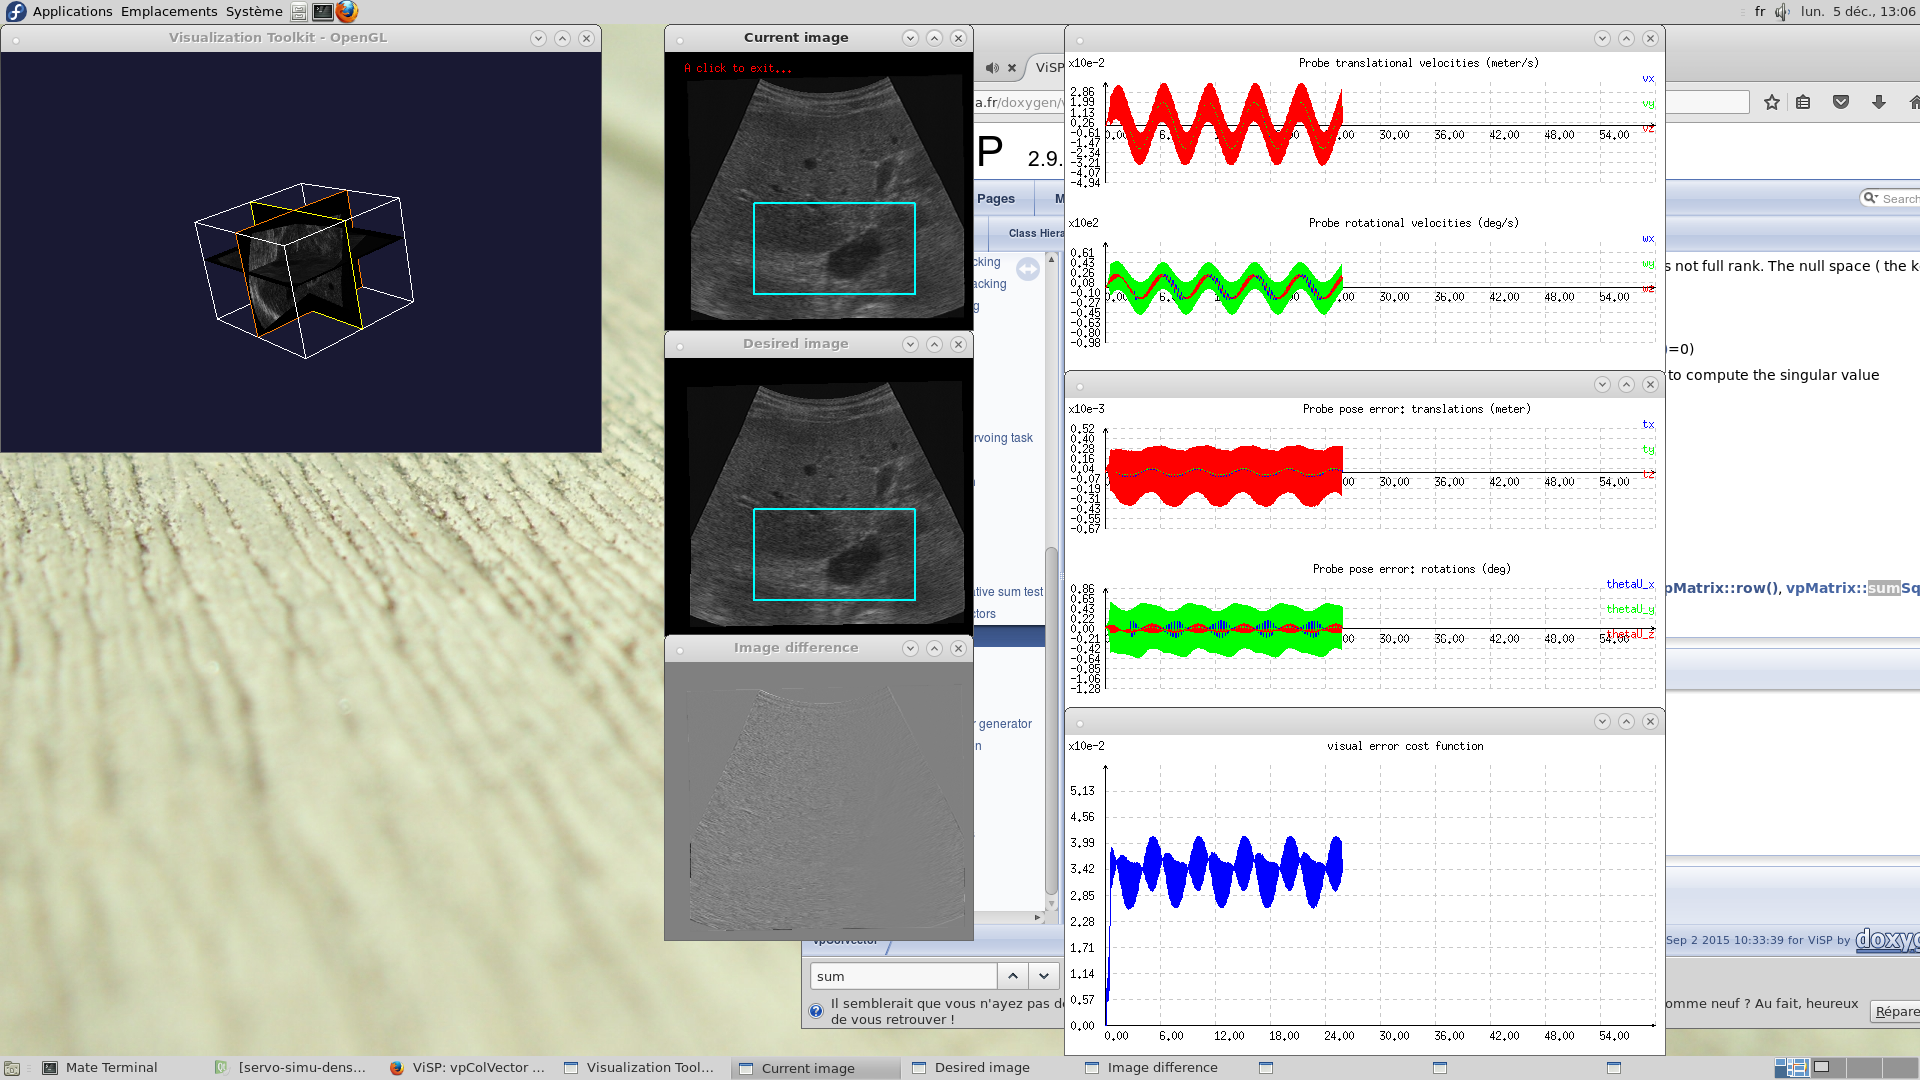 Applications Emplacements Système
fr lun. 5 déc., 13:06
Visualization Toolkit - OpenGL
Current image
A click to exit...
Desired image
Image difference
ViSP
a.fr/doxygen/
P 2.9.
Pages
Class Hiera
cking
acking
g
rvoing task
ative sum test
ctors
r generator
n
Search
s not full rank. The null space ( the k
)=0)
to compute the singular value
pMatrix::row(), vpMatrix::sumSq
Sep 2 2015 10:33:39 for ViSP by doxyg
sum
Il semblerait que vous n'ayez pas d
de vous retrouver !
omme neuf ? Au fait, heureux
Répare
x10e-2
Probe translational velocities (meter/s)
vx
vy
vz
2.86
1.99
1.13
0.26
-0.61
-1.47
-2.34
-3.21
-4.07
-4.94
30.00 36.00 42.00 48.00 54.00
x10e2
Probe rotational velocities (deg/s)
wx
wy
wz
0.61
0.43
0.26
0.08
-0.10
-0.27
-0.45
-0.63
-0.80
-0.98
30.00 36.00 42.00 48.00 54.00
x10e-3
Probe pose error: translations (meter)
tx
ty
tz
0.52
0.40
0.28
0.16
0.04
-0.07
-0.19
-0.31
-0.43
-0.55
-0.67
30.00 36.00 42.00 48.00 54.00
Probe pose error: rotations (deg)
thetaU_x
thetaU_y
thetaU_z
0.86
0.65
0.43
0.22
0.00
-0.21
-0.42
-0.64
-0.85
-1.06
-1.28
30.00 36.00 42.00 48.00 54.00
x10e-2
visual error cost function
5.13
4.56
3.99
3.42
2.85
2.28
1.71
1.14
0.57
0.00
0.00 6.00 12.00 18.00 24.00 30.00 36.00 42.00 48.00 54.00
Mate Terminal
[servo-simu-dens...
ViSP: vpColVector ...
Visualization Tool...
Current image
Desired image
Image difference